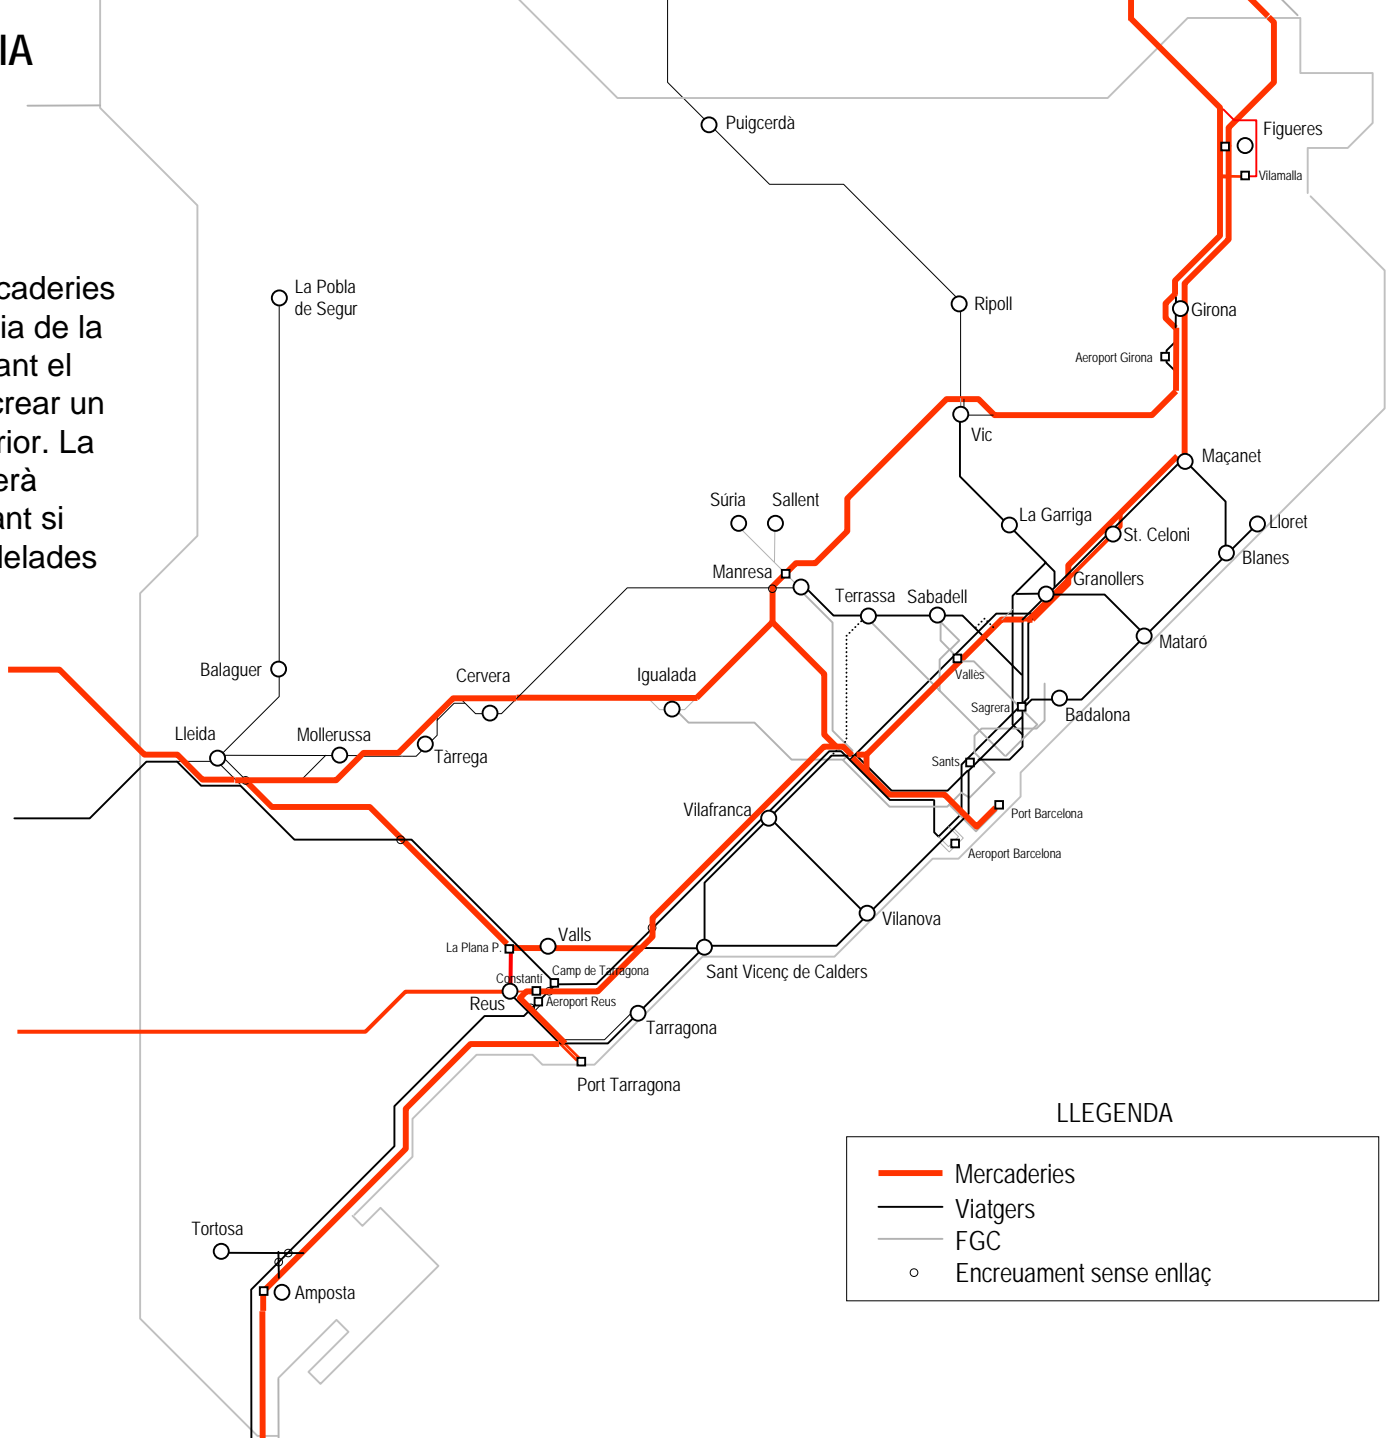 IA
caderies
ia de la
ant el
crear un
rior. La
erà
ant si
delades
Puigcerdà
Figueres
Vilamalla
La Pobla
de Segur
Ripoll
Girona
Aeroport Girona
Vic
Maçanet
Súria
Sallent
La Garriga
St. Celoni
Lloret
Blanes
Manresa
Granollers
Terrassa
Sabadell
Mataró
Balaguer
Cervera
Igualada
Vallès
Sagrera
Badalona
Lleida
Mollerussa
Tàrrega
Sants
Vilafranca
Port Barcelona
Aeroport Barcelona
Vilanova
Valls
La Plana P.
Camp de Tarragona
Sant Vicenç de Calders
Constantí
Reus
Aeroport Reus
Tarragona
Port Tarragona
Tortosa
Amposta
LLEGENDA
Mercaderies
Viatgers
FGC
Encreuament sense enllaç